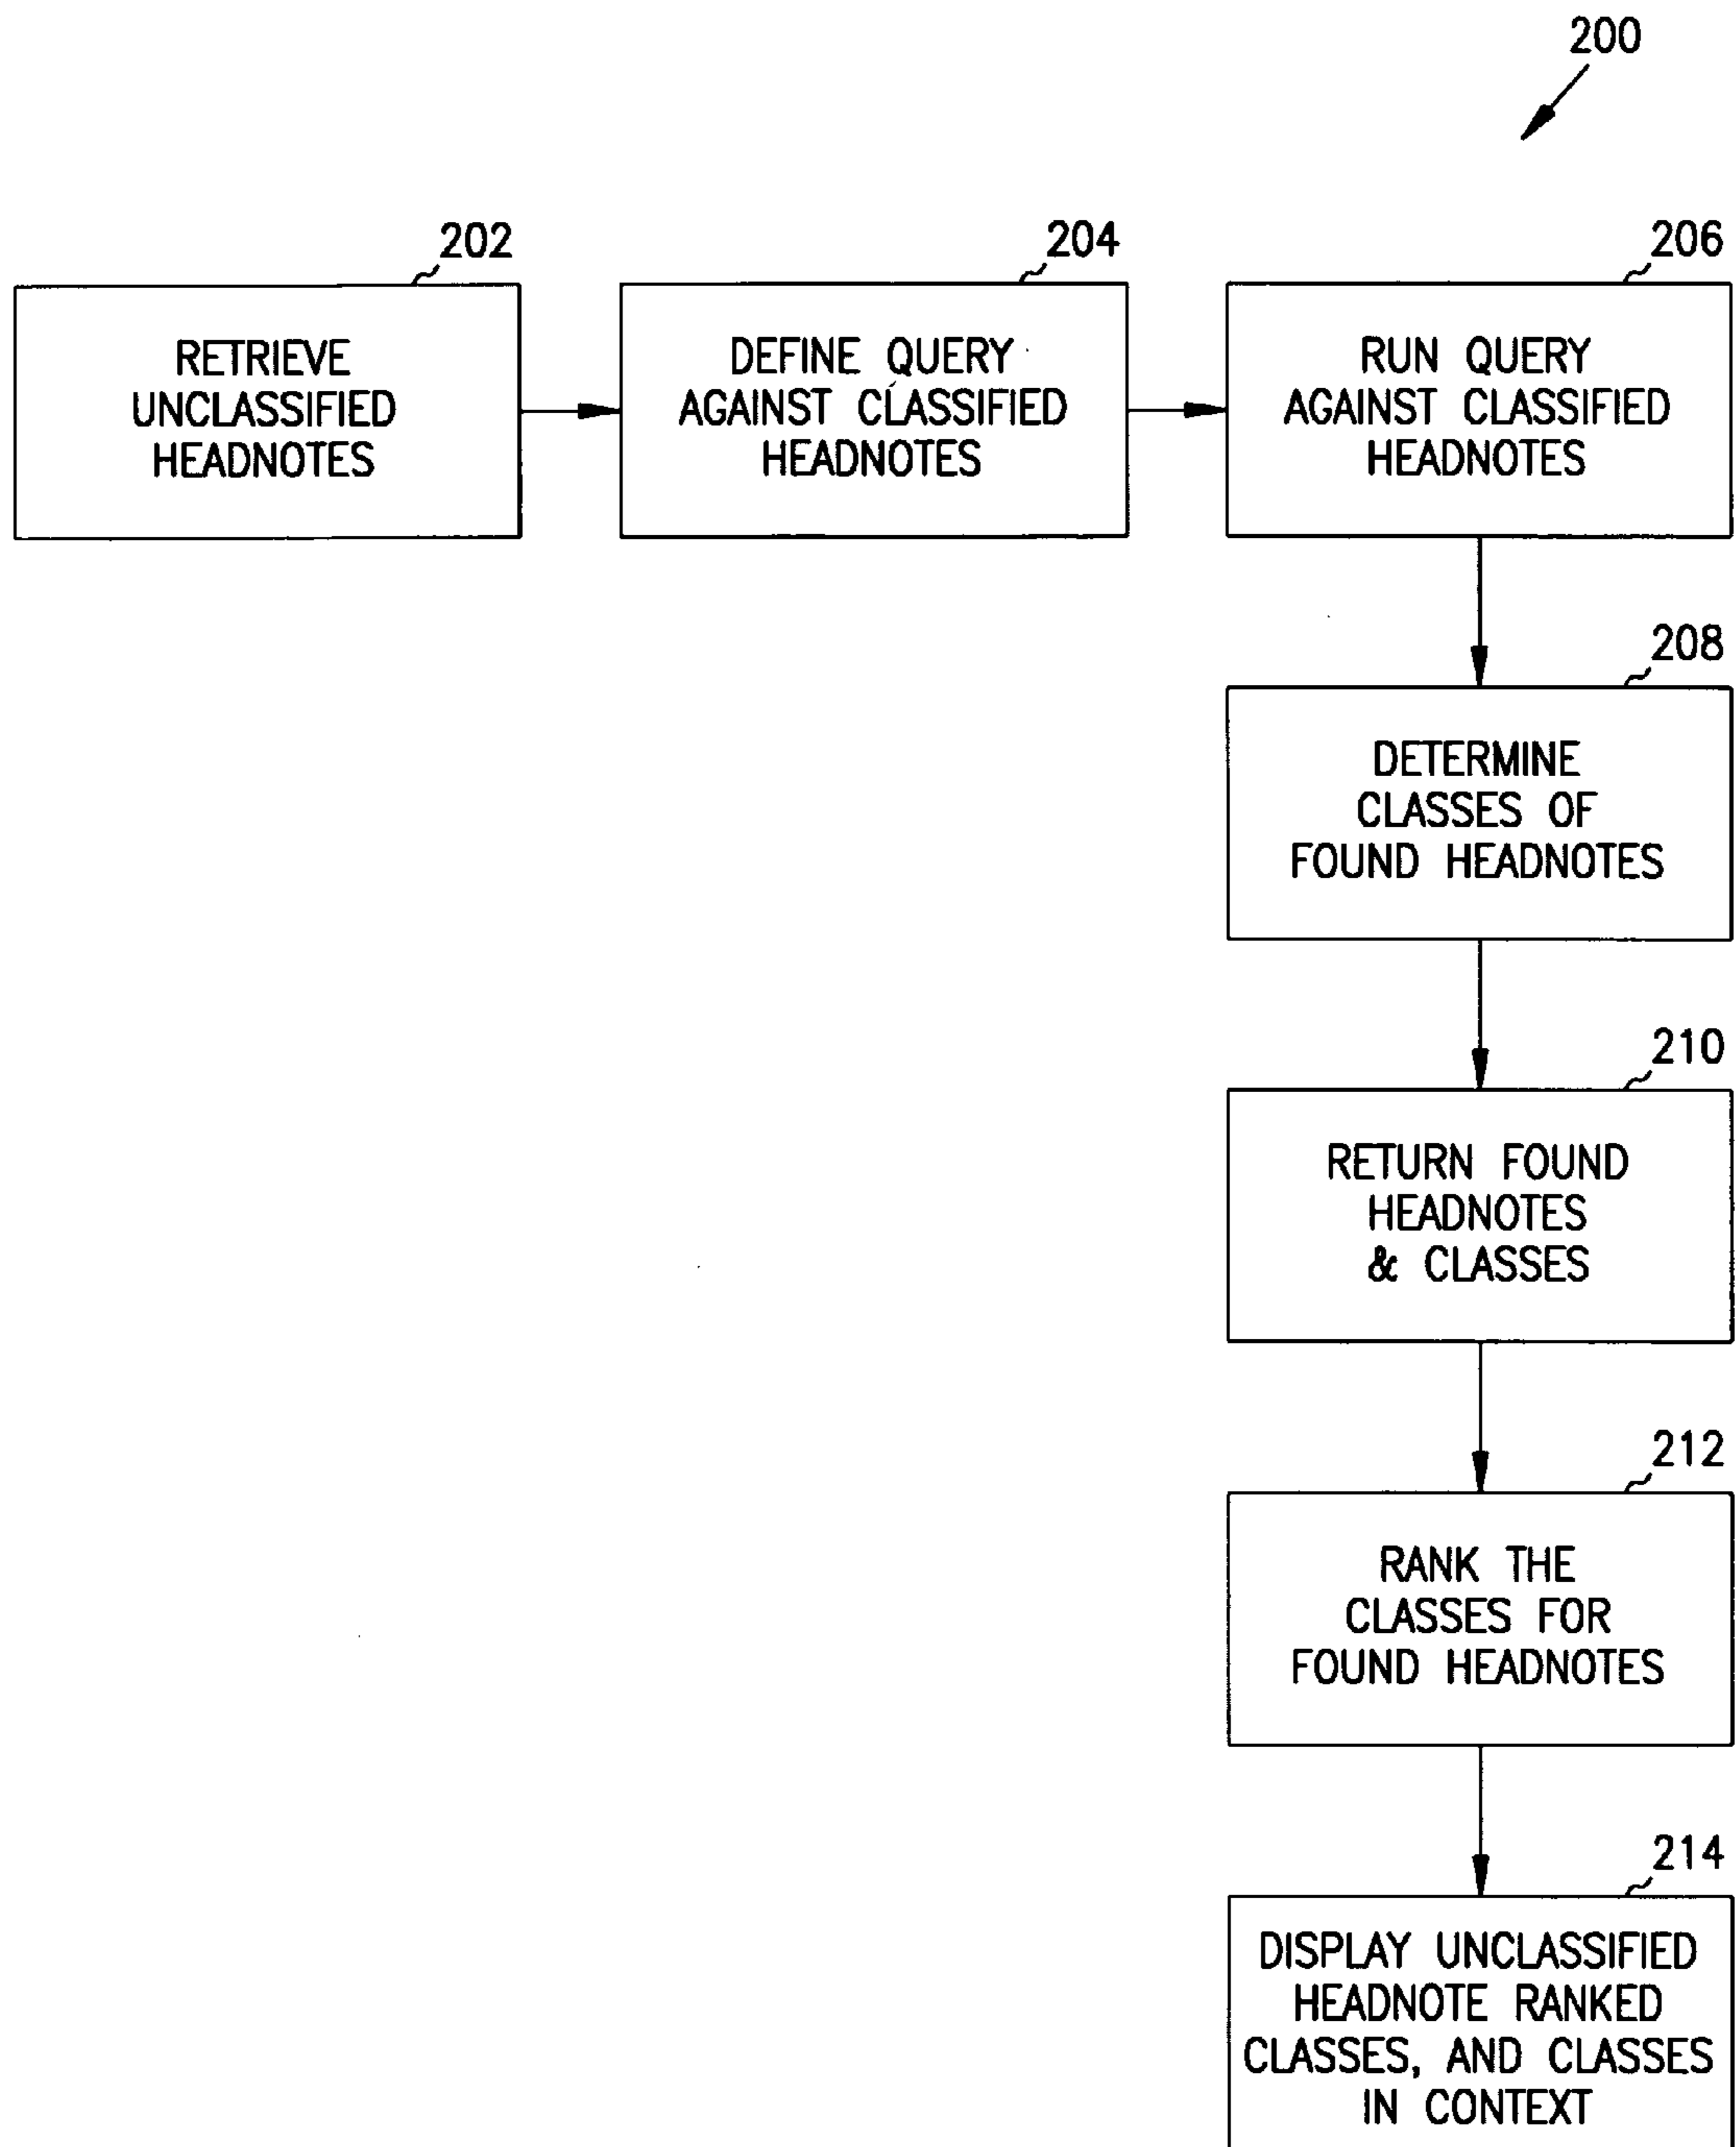 200
202
RETRIEVE
UNCLASSIFIED
HEADNOTES
204
DEFINE QUERY
AGAINST CLASSIFIED
HEADNOTES
206
RUN QUERY
AGAINST CLASSIFIED
HEADNOTES
208
DETERMINE
CLASSES OF
FOUND HEADNOTES
210
RETURN FOUND
HEADNOTES
& CLASSES
212
RANK THE
CLASSES FOR
FOUND HEADNOTES
214
DISPLAY UNCLASSIFIED
HEADNOTE RANKED
CLASSES, AND CLASSES
IN CONTEXT